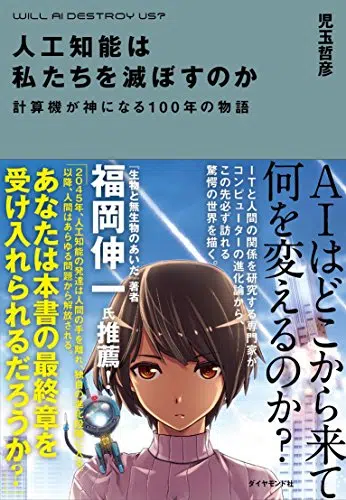 WILL AI DESTROY US?
児玉哲彦
人工知能は
私たちを滅ぼすのか
計算機が神になる100年の物語
AIはどこから来て
何を変えるのか?
ITと人間の関係を研究する専門家が
コンピューターの進化論から
この先必ず訪れる
驚愕の世界を描く。
『生物と無生物のあいだ』著者
福岡伸一氏推薦!
2045年、人工知能の発達は人間の手を離れ、
以降、人間はあらゆる問題から解放される。
あなたは本書の最終章を
受け入れられるだろうか?
ダイヤモンド社